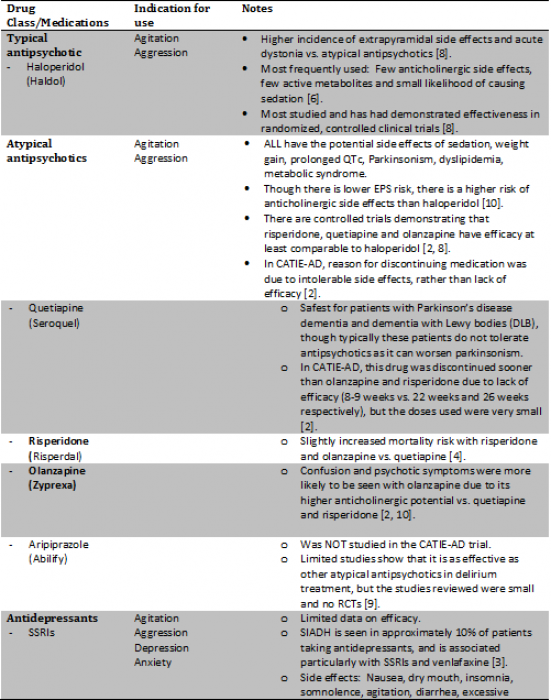 Drug
Class/Medications
Indication for
use
Notes
Typical
antipsychotic
- Haloperidol
(Haldol)
Agitation
Aggression
• Higher incidence of extrapyramidal side effects and acute
dystonia vs. atypical antipsychotics [8].
• Most frequently used: Few anticholinergic side effects,
few active metabolites and small likelihood of causing
sedation [6].
• Most studied and has had demonstrated effectiveness in
randomized, controlled clinical trials [8].
Atypical
antipsychotics
Agitation
Aggression
• ALL have the potential side effects of sedation, weight
gain, prolonged QTc, Parkinsonism, dyslipidemia,
metabolic syndrome.
• Though there is lower EPS risk, there is a higher risk of
anticholinergic side effects than haloperidol [10].
• There are controlled trials demonstrating that
risperidone, quetiapine and olanzapine have efficacy at
least comparable to haloperidol [2, 8].
• In CATIE-AD, reason for discontinuing medication was
due to intolerable side effects, rather than lack of
efficacy [2].
- Quetiapine
(Seroquel)
o Safest for patients with Parkinson's disease
dementia and dementia with Lewy bodies (DLB),
though typically these patients do not tolerate
antipsychotics as it can worsen parkinsonism.
o In CATIE-AD, this drug was discontinued sooner
than olanzapine and risperidone due to lack of
efficacy (8-9 weeks vs. 22 weeks and 26 weeks
respectively), but the doses used were very small
[2].
- Risperidone
(Risperdal)
o Slightly increased mortality risk with risperidone
and olanzapine vs. quetiapine [4].
- Olanzapine
(Zyprexa)
o Confusion and psychotic symptoms were more
likely to be seen with olanzapine due to its
higher anticholinergic potential vs. quetiapine
and risperidone [2, 10].
- Aripiprazole
(Abilify)
o Was NOT studied in the CATIE-AD trial.
o Limited studies show that it is as effective as
other atypical antipsychotics in delirium
treatment, but the studies reviewed were small
and no RCTs [9].
Antidepressants
- SSRIs
Agitation
Aggression
Depression
Anxiety
o Limited data on efficacy.
o SIADH is seen in approximately 10% of patients
taking antidepressants, and is associated
particularly with SSRIs and venlafaxine [3].
o Side effects: Nausea, dry mouth, insomnia,
somnolence, agitation, diarrhea, excessive